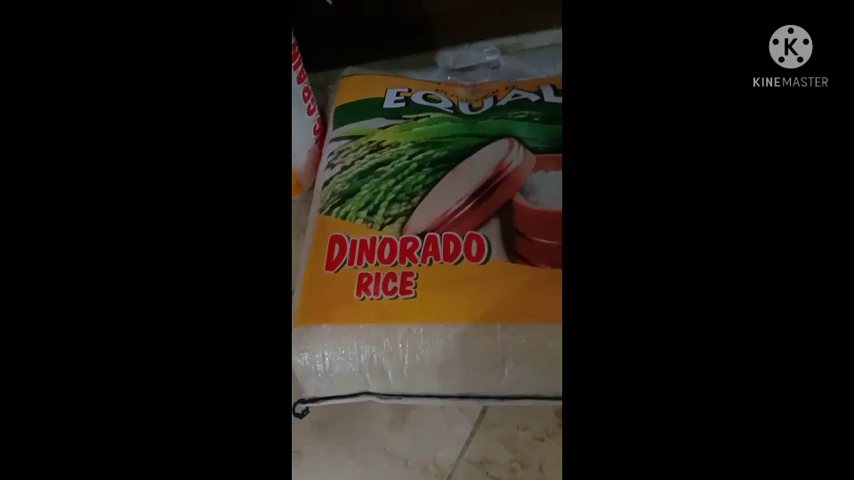 K
KINEMASTER
EQUAL
DINORADO
RICE